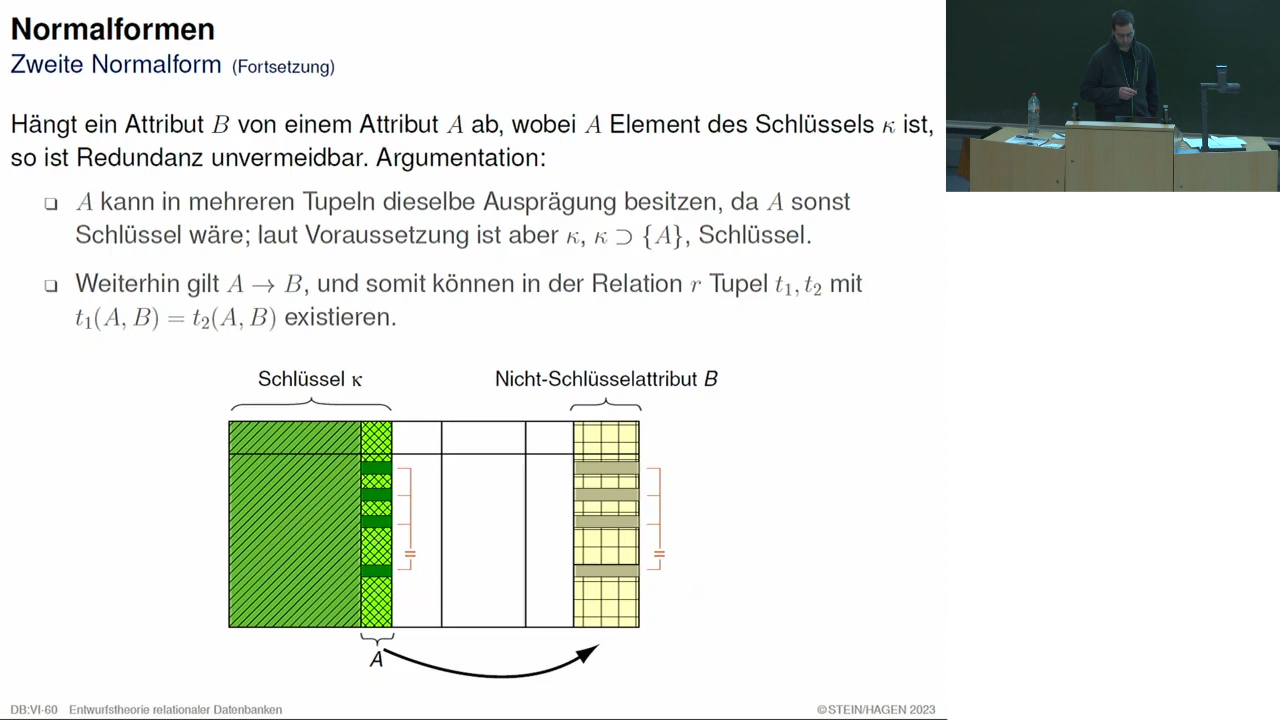 Normalformen
Zweite Normalform (Fortsetzung)
Hängt ein Attribut B von einem Attribut A ab, wobei A Element des Schlüssels κ ist,
so ist Redundanz unvermeidbar. Argumentation:
❑ A kann in mehreren Tupeln dieselbe Ausprägung besitzen, da A sonst
Schlüssel wäre; laut Voraussetzung ist aber κ, κ ⊃ {A}, Schlüssel.
❑ Weiterhin gilt A → B, und somit können in der Relation r Tupel t₁, t₂ mit
t₁(A, B) = t₂(A, B) existieren.
Schlüssel κ
Nicht-Schlüsselattribut B
= =
A
DB:VI-60 Entwurfstheorie relationaler Datenbanken
©STEIN/HAGEN 2023